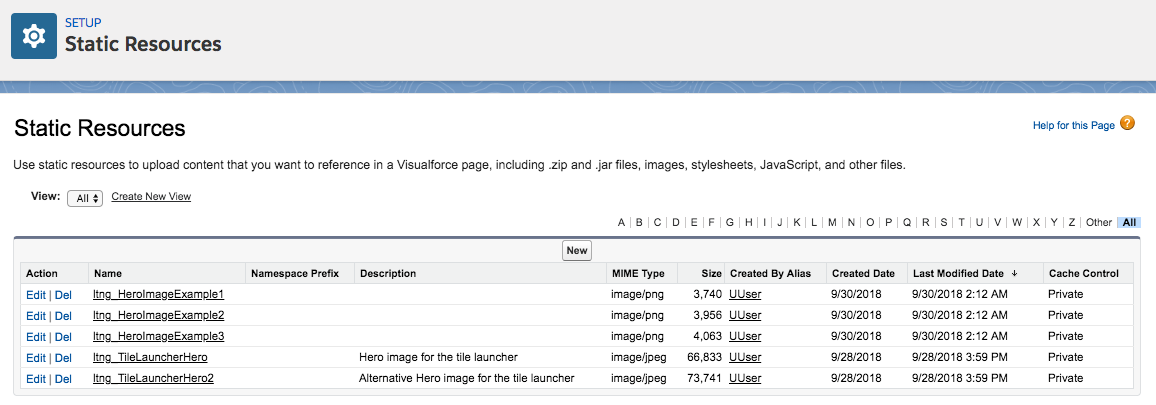 SETUP
Static Resources
Static Resources
Help for this Page ?
Use static resources to upload content that you want to reference in a Visualforce page, including .zip and .jar files, images, stylesheets, JavaScript, and other files.
View: All Create New View
A | B | C | D | E | F | G | H | I | J | K | L | M | N | O | P | Q | R | S | T | U | V | W | X | Y | Z | Other All
New
Action Name Namespace Prefix Description MIME Type Size Created By Alias Created Date Last Modified Date ↓ Cache Control
Edit | Del ltng_HeroImageExample1 image/png 3,740 UUser 9/30/2018 9/30/2018 2:12 AM Private
Edit | Del ltng_HeroImageExample2 image/png 3,956 UUser 9/30/2018 9/30/2018 2:12 AM Private
Edit | Del ltng_HeroImageExample3 image/png 4,063 UUser 9/30/2018 9/30/2018 2:12 AM Private
Edit | Del ltng_TileLauncherHero Hero image for the tile launcher image/jpeg 66,833 UUser 9/28/2018 9/28/2018 3:59 PM Private
Edit | Del ltng_TileLauncherHero2 Alternative Hero image for the tile launcher image/jpeg 73,741 UUser 9/28/2018 9/28/2018 3:59 PM Private